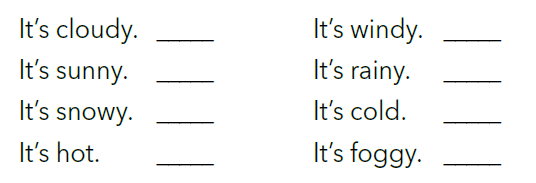 It's cloudy. _____
It's sunny. _____
It's snowy. _____
It's hot. _____
It's windy. _____
It's rainy. _____
It's cold. _____
It's foggy. _____